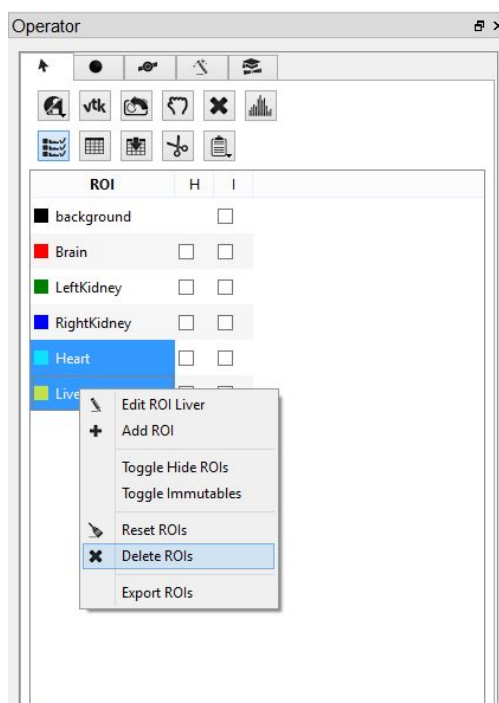 Operator
vtk
ROI H I
background
Brain
LeftKidney
RightKidney
Heart
Edit ROI Liver
Add ROI
Toggle Hide ROIs
Toggle Immutables
Reset ROIs
Delete ROIs
Export ROIs